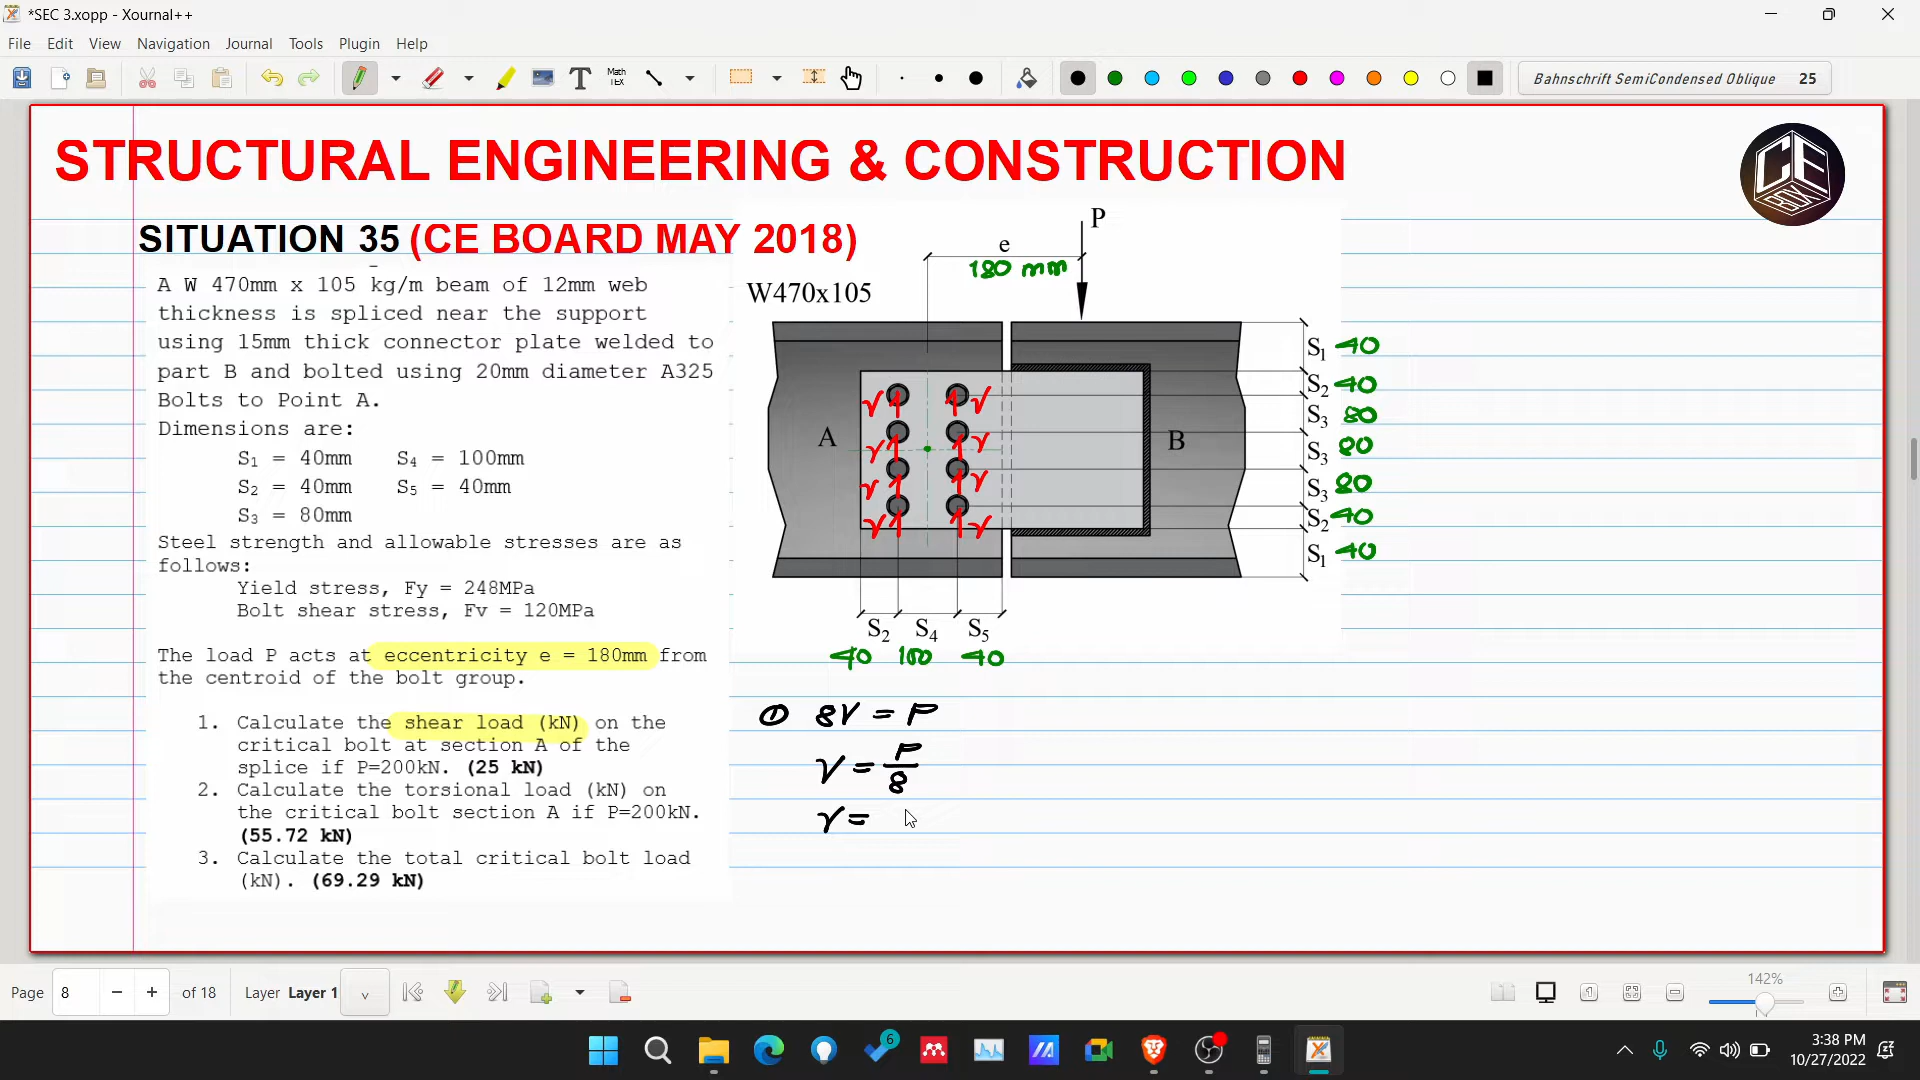 *SEC 3.xopp - Xournal++
File Edit View Navigation Journal Tools Plugin Help
Math
TEX
Bahnschrift SemiCondensed Oblique 25
STRUCTURAL ENGINEERING & CONSTRUCTION
CE
SITUATION 35 (CE BOARD MAY 2018)
A W 470mm x 105 kg/m beam of 12mm web
thickness is spliced near the support
using 15mm thick connector plate welded to
part B and bolted using 20mm diameter A325
Bolts to Point A.
Dimensions are:
S1 = 40mm S4 = 100mm
S2 = 40mm S5 = 40mm
S3 = 80mm
Steel strength and allowable stresses are as
follows:
Yield stress, Fy = 248MPa
Bolt shear stress, Fv = 120MPa
The load P acts at eccentricity e = 180mm from
the centroid of the bolt group.
1. Calculate the shear load (kN) on the
critical bolt at section A of the
splice if P=200kN. (25 kN)
2. Calculate the torsional load (kN) on
the critical bolt section A if P=200kN.
(55.72 kN)
3. Calculate the total critical bolt load
(kN). (69.29 kN)
P
e
180 mm
W470x105
A
B
V V
V V
V V
V V
S1 40
S2 40
S3 80
S3 80
S3 80
S2 40
S1 40
S2 S4 S5
40 100 40
① 8V = P
V = P
8
V =
Page 8 of 18 Layer Layer 1
142%
6
3:38 PM
10/27/2022